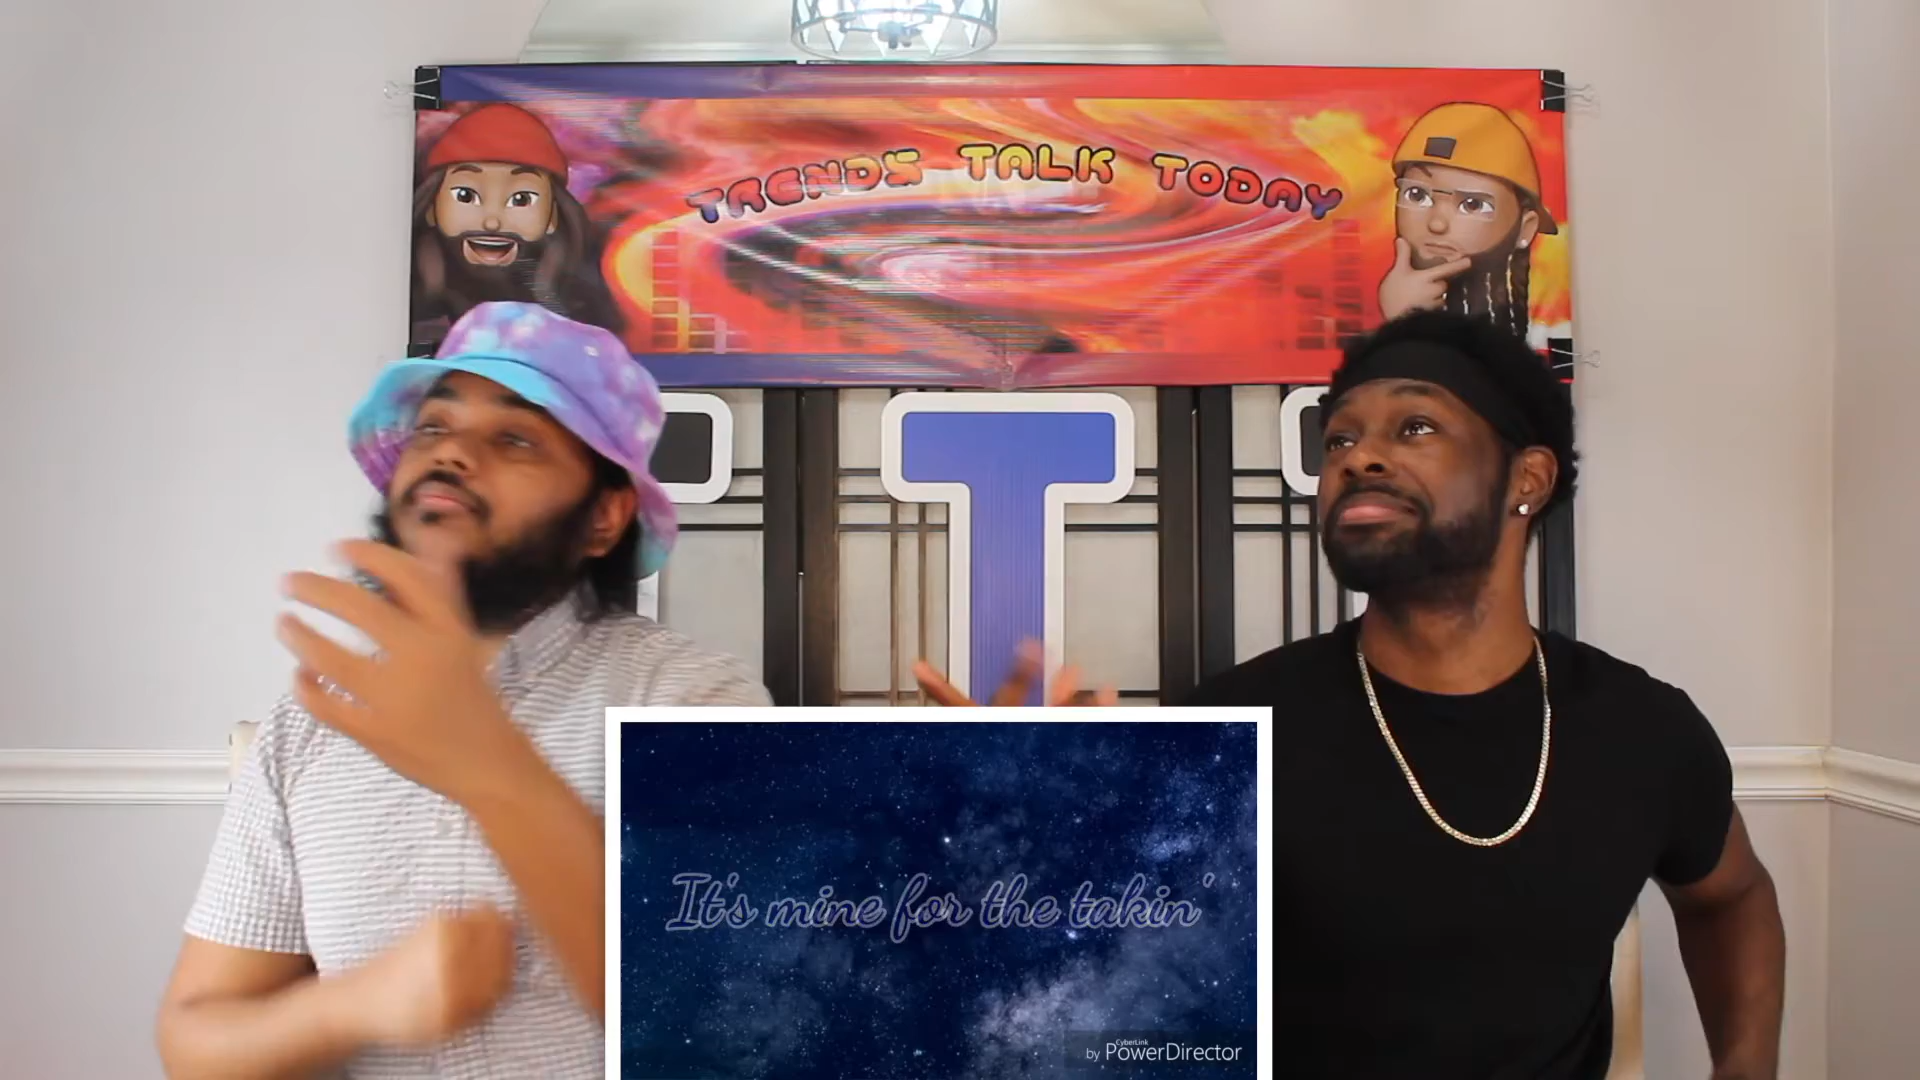 TRENDS TALK TODAY
T
It's mine for the takin'
CyberLink
by PowerDirector